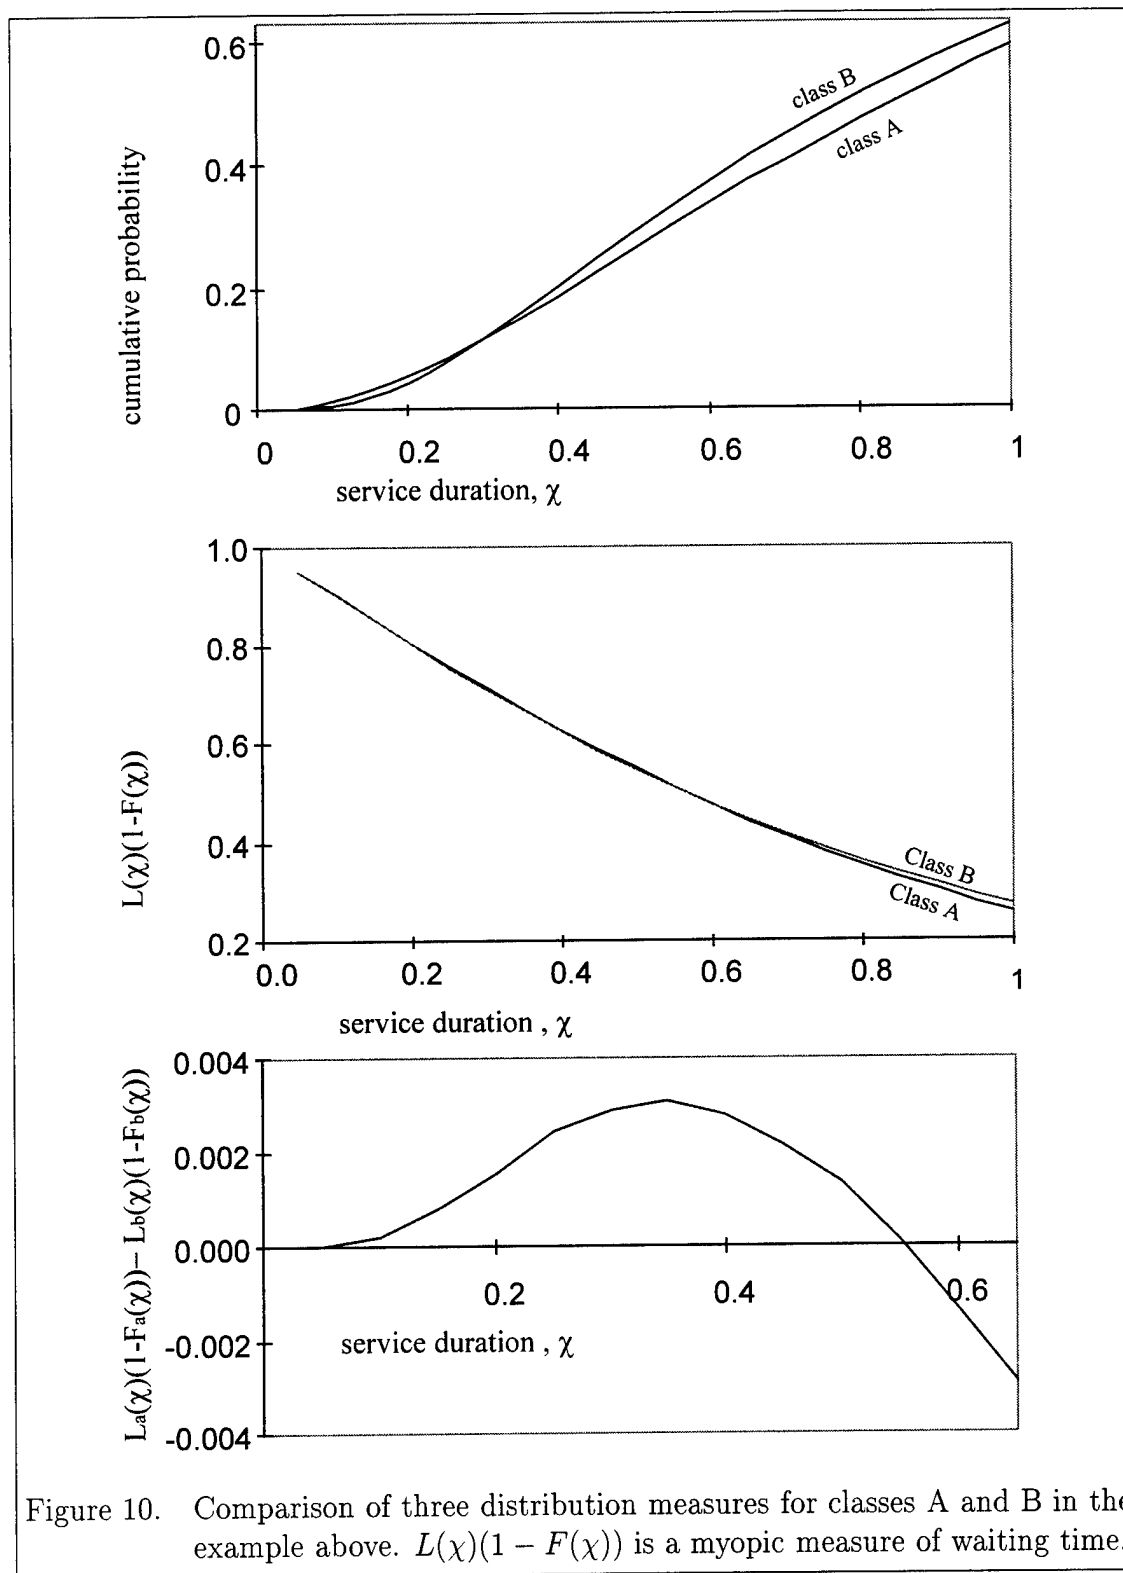 0.6
0.4
0.2
0
cumulative probability
class B
class A
0 0.2 0.4 0.6 0.8 1
service duration, χ
1.0
0.8
0.6
0.4
0.2
L(χ)(1-F(χ))
Class B
Class A
0.0 0.2 0.4 0.6 0.8 1
service duration , χ
0.004
0.002
0.000
-0.002
-0.004
La(χ)(1-Fa(χ))– Lb(χ)(1-Fb(χ))
0.2 0.4 0.6
service duration , χ
Figure 10. Comparison of three distribution measures for classes A and B in the
example above. L(χ)(1 − F(χ)) is a myopic measure of waiting time.